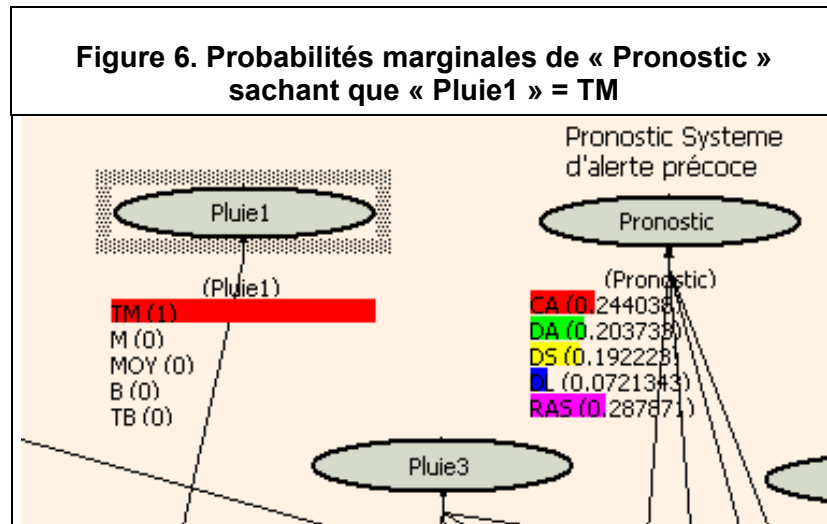 Figure 6. Probabilités marginales de « Pronostic »
sachant que « Pluie1 » = TM
Pronostic Systeme
d'alerte précoce
Pluie1
Pronostic
(Pluie1)
TM (1)
M (0)
MOY (0)
B (0)
TB (0)
(Pronostic)
CA (0.244038)
DA (0.203733)
DS (0.192223)
DL (0.0721343)
RAS (0.287871)
Pluie3